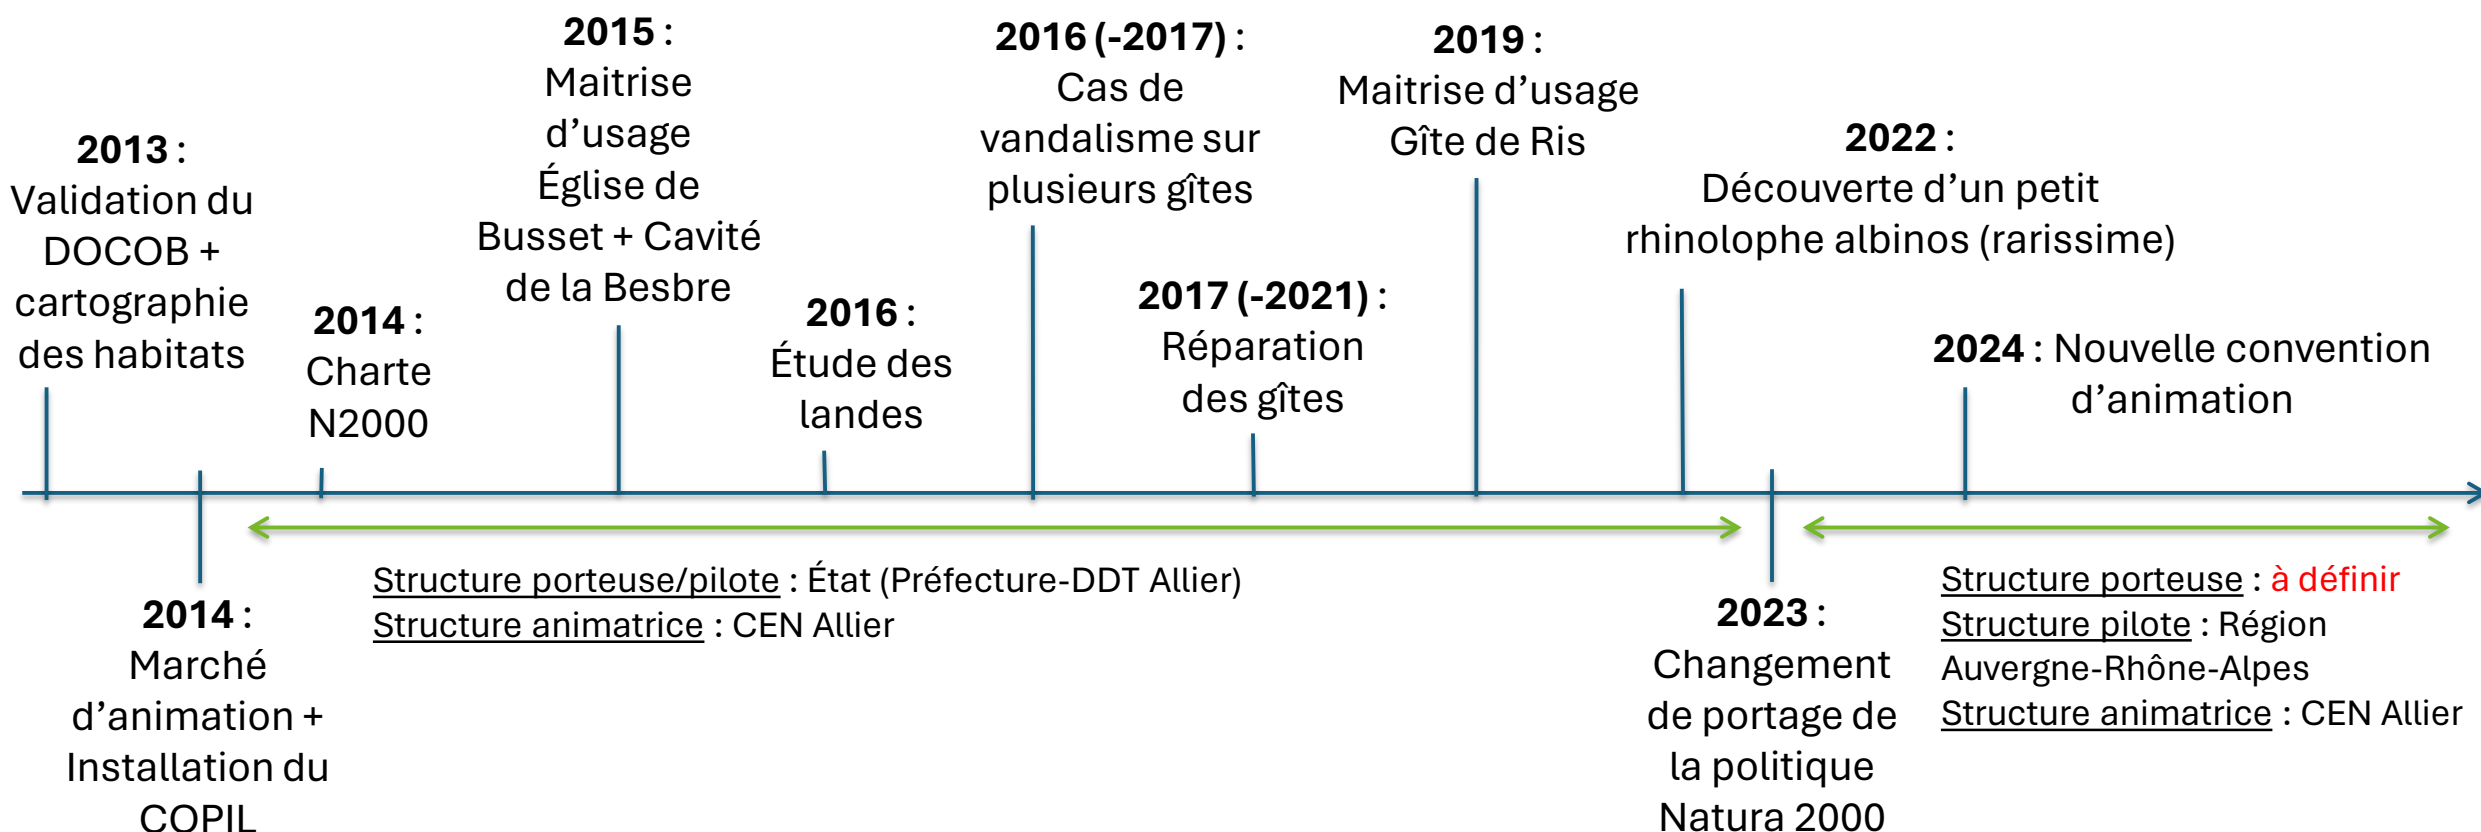 2013 :
Validation du
DOCOB +
cartographie
des habitats
2014 :
Marché
d’animation +
Installation du
COPIL
2014 :
Charte
N2000
2015 :
Maitrise
d’usage
Église de
Busset + Cavité
de la Besbre
2016 :
Étude des
landes
2016 (-2017) :
Cas de
vandalisme sur
plusieurs gîtes
2017 (-2021) :
Réparation
des gîtes
2019 :
Maitrise d’usage
Gîte de Ris
2022 :
Découverte d’un petit
rhinolophe albinos (rarissime)
2023 :
Changement
de portage de
la politique
Natura 2000
2024 : Nouvelle convention
d’animation
Structure porteuse/pilote : État (Préfecture-DDT Allier)
Structure animatrice : CEN Allier
Structure porteuse : à définir
Structure pilote : Région
Auvergne-Rhône-Alpes
Structure animatrice : CEN Allier